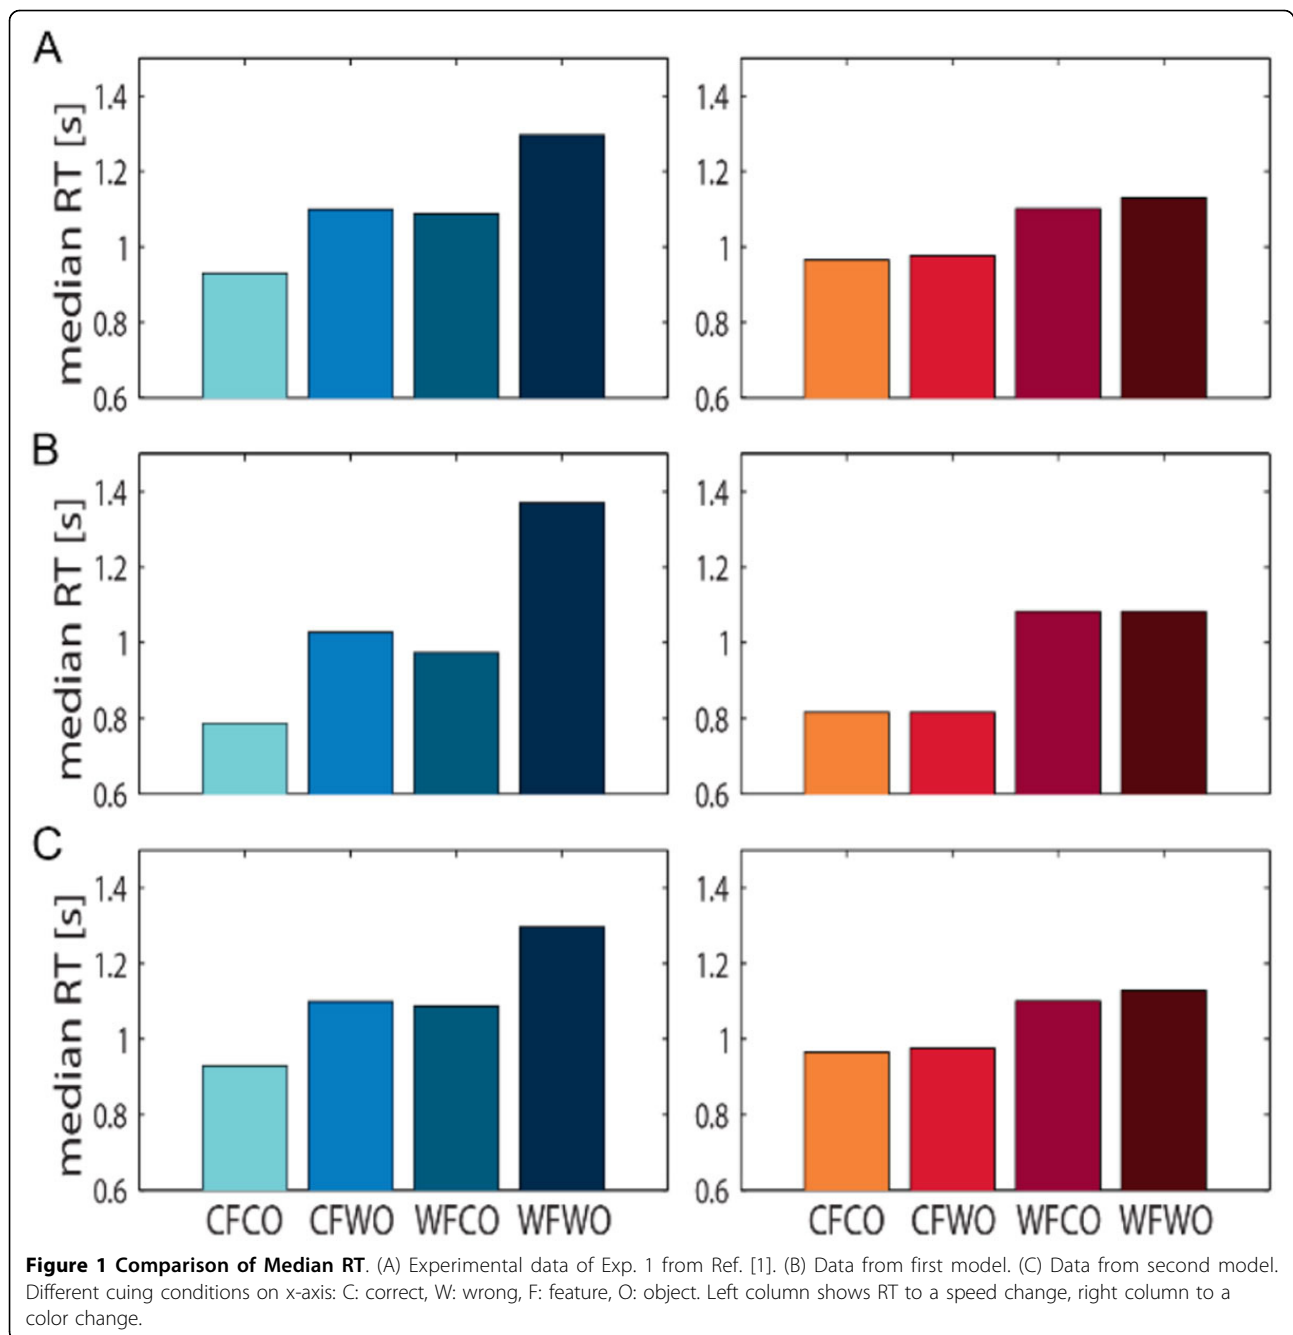 A
median RT [s]
1.4
1.2
1
0.8
0.6
1.4
1.2
1
0.8
0.6
B
median RT [s]
1.4
1.2
1
0.8
0.6
1.4
1.2
1
0.8
0.6
C
median RT [s]
1.4
1.2
1
0.8
0.6
CFCO CFWO WFCO WFWO
1.4
1.2
1
0.8
0.6
CFCO CFWO WFCO WFWO
Figure 1 Comparison of Median RT. (A) Experimental data of Exp. 1 from Ref. [1]. (B) Data from first model. (C) Data from second model.
Different cuing conditions on x-axis: C: correct, W: wrong, F: feature, O: object. Left column shows RT to a speed change, right column to a
color change.